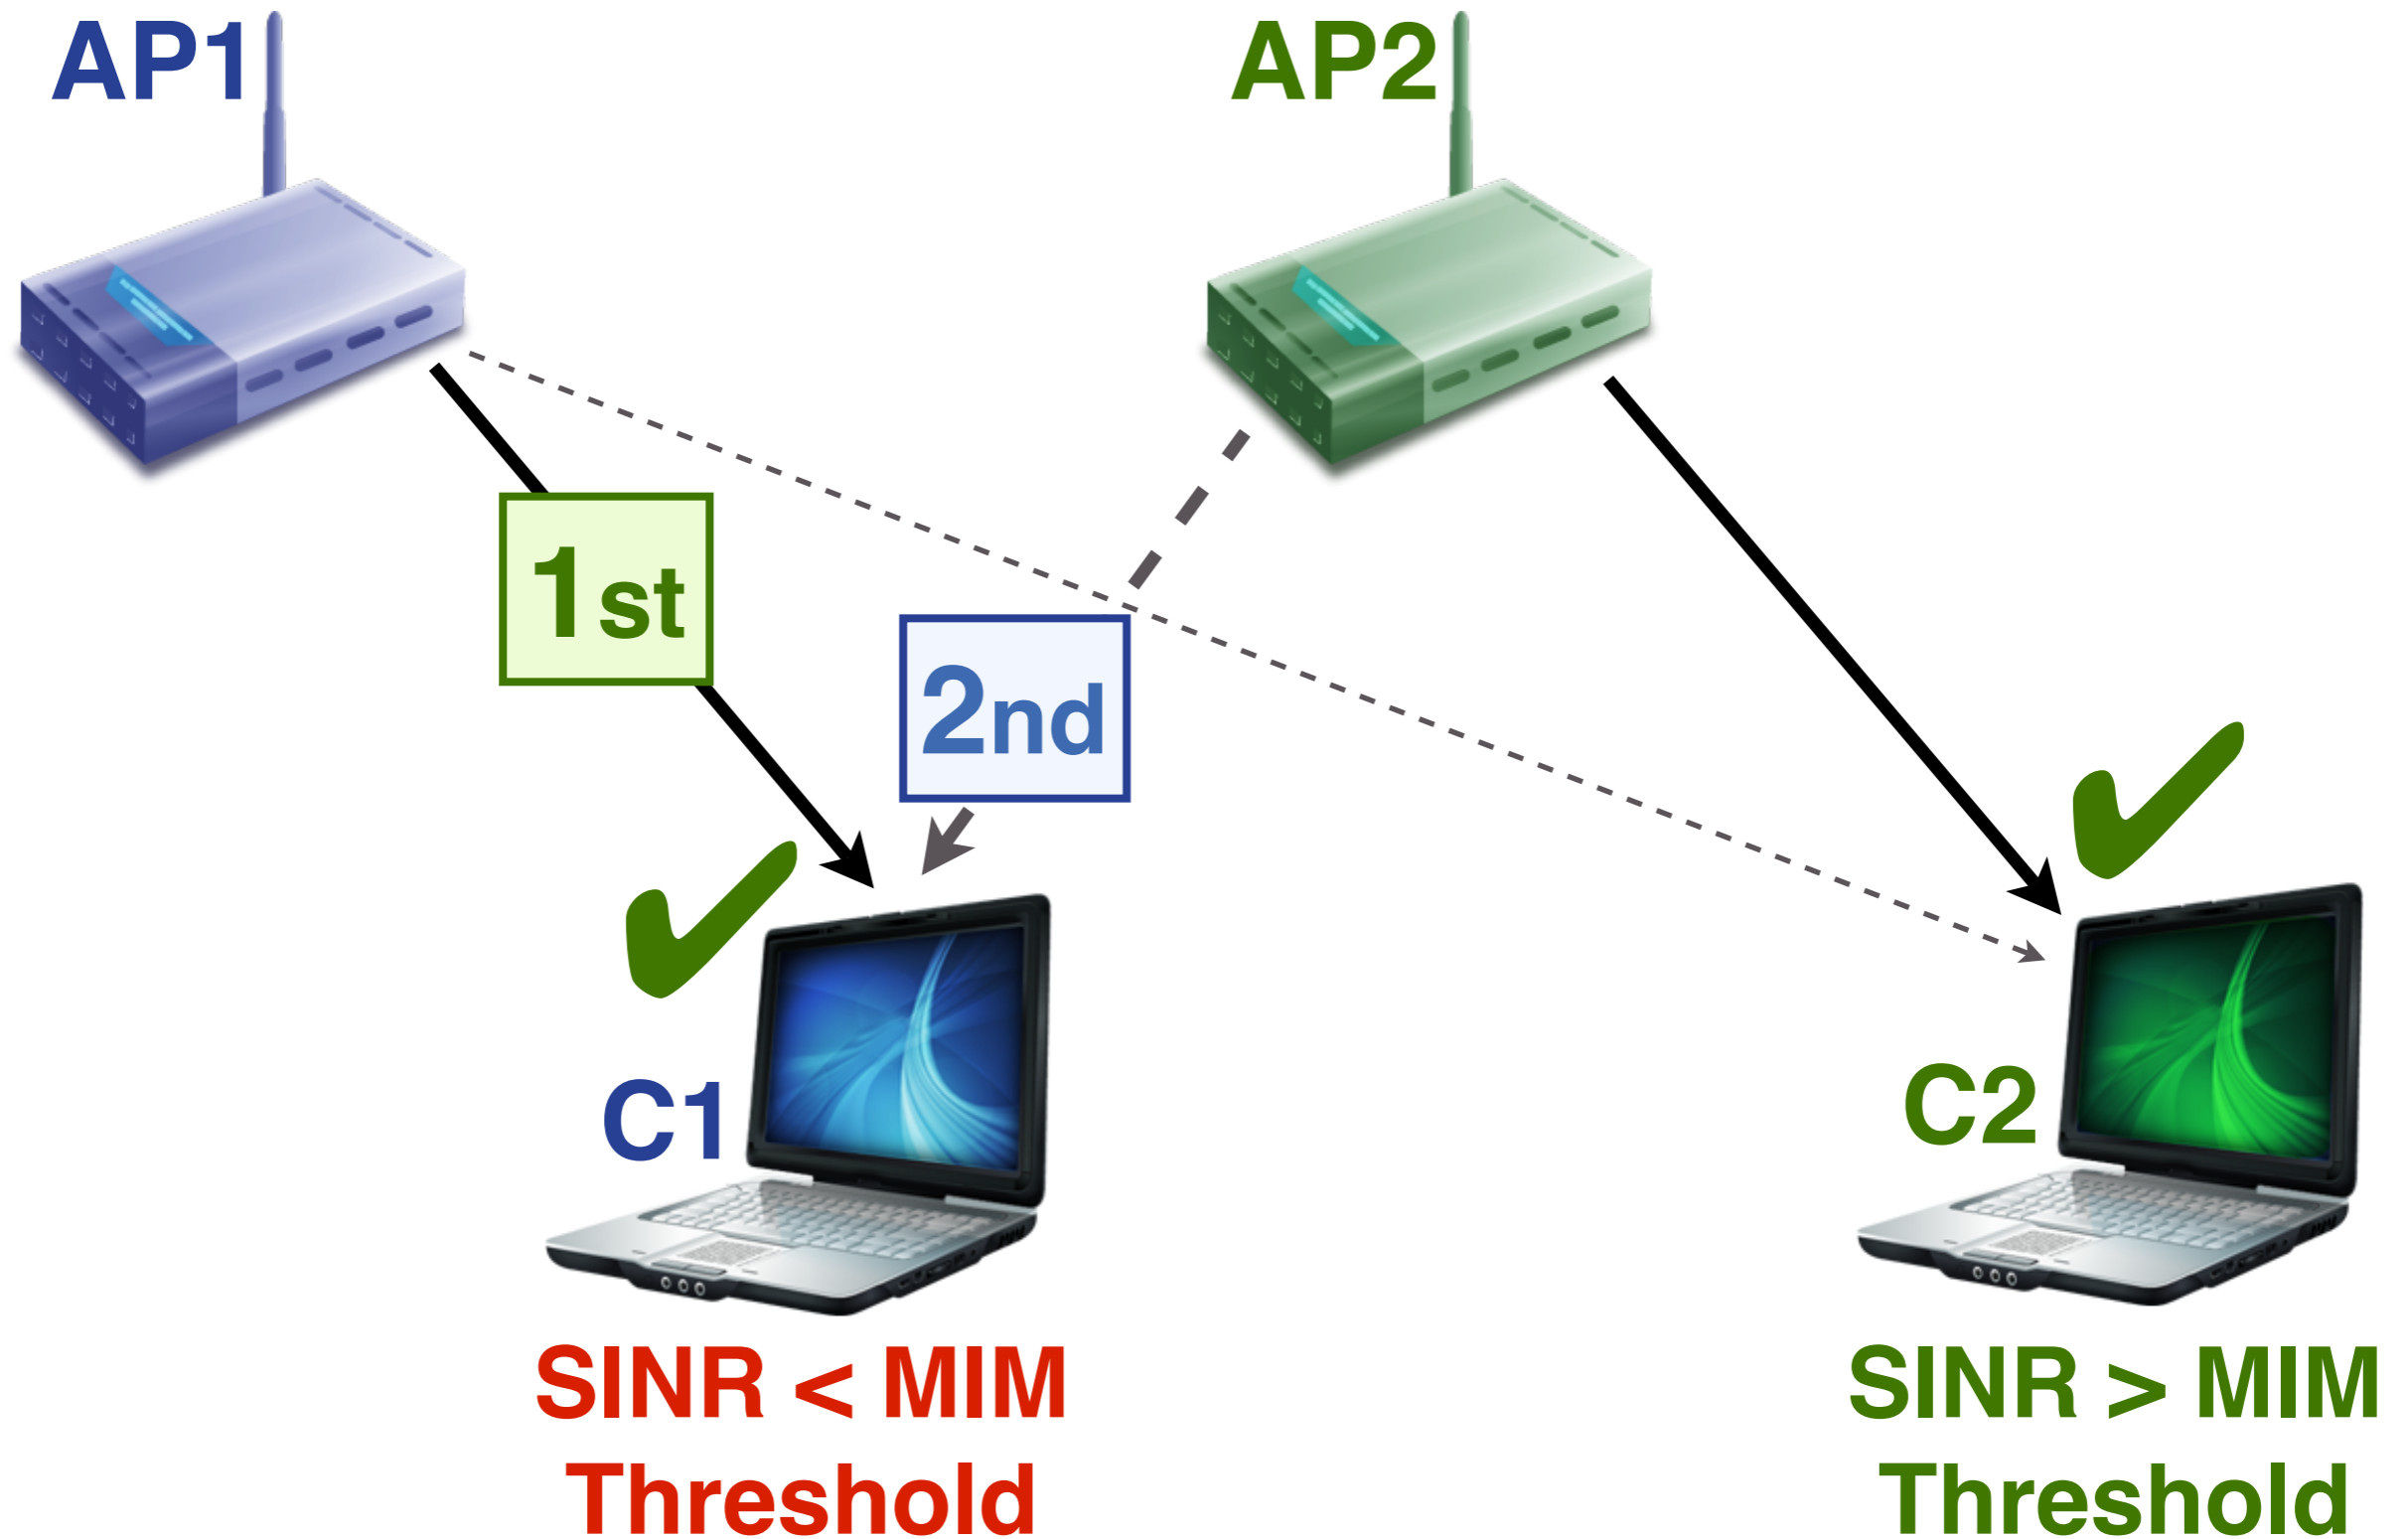 AP1
AP2
1st
2nd
C1
C2
SINR < MIM
Threshold
SINR > MIM
Threshold